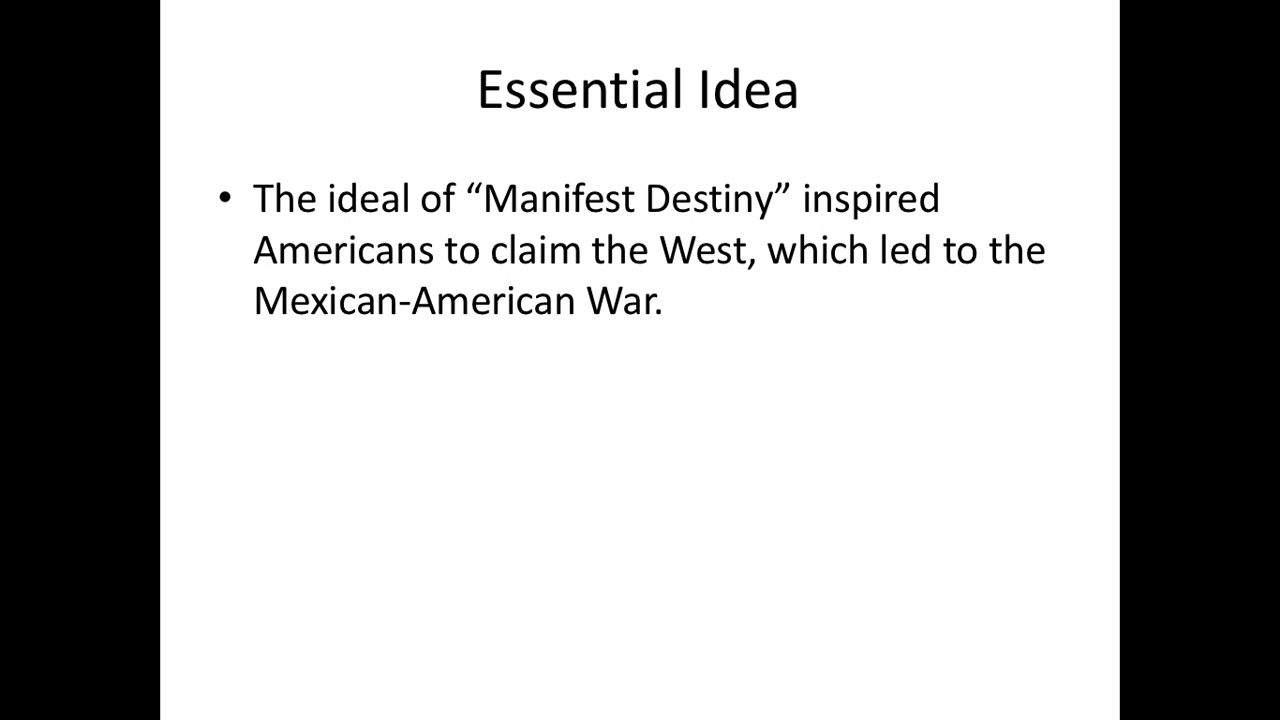 Essential Idea
• The ideal of “Manifest Destiny” inspired
Americans to claim the West, which led to the
Mexican-American War.